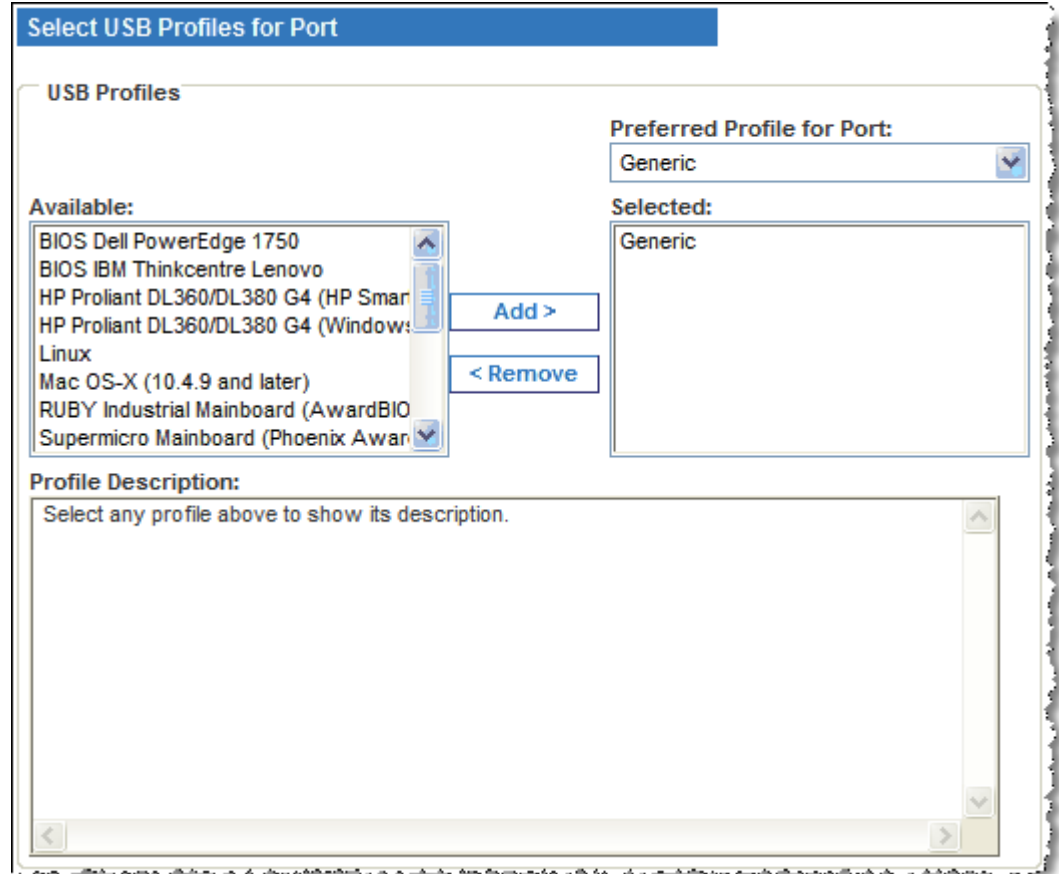 Select USB Profiles for Port
USB Profiles
Preferred Profile for Port:
Generic
Available:
Selected:
BIOS Dell PowerEdge 1750
BIOS IBM Thinkcentre Lenovo
HP Proliant DL360/DL380 G4 (HP Smart
HP Proliant DL360/DL380 G4 (Windows
Linux
Mac OS-X (10.4.9 and later)
RUBY Industrial Mainboard (AwardBIO
Supermicro Mainboard (Phoenix Awar
Add >
< Remove
Generic
Profile Description:
Select any profile above to show its description.